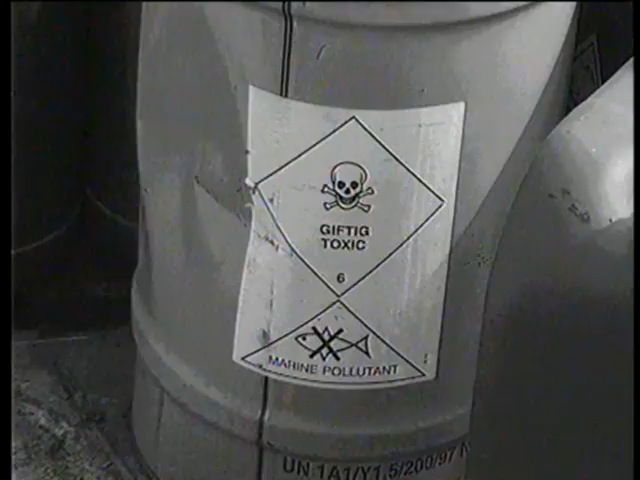 GIFTIG
TOXIC
6
MARINE POLLUTANT
UN 1A1/Y1.5/200/97 N